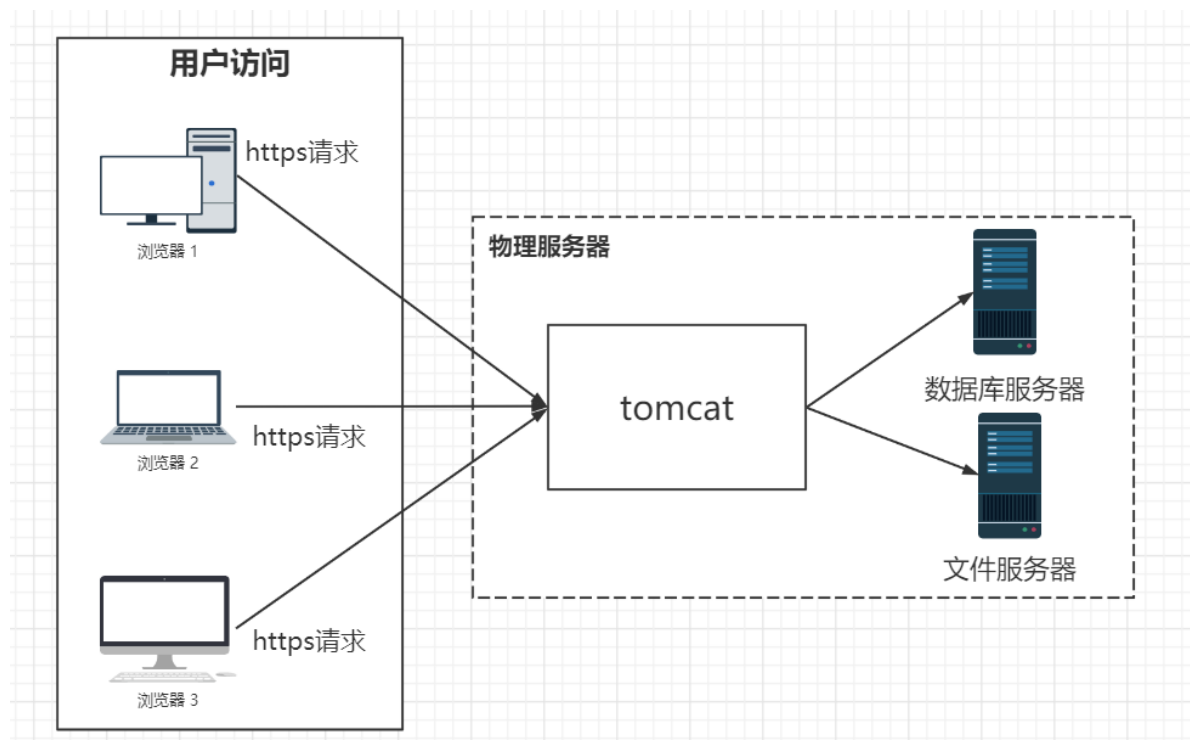 用户访问
https请求
浏览器 1
物理服务器
tomcat
数据库服务器
https请求
浏览器 2
文件服务器
https请求
浏览器 3